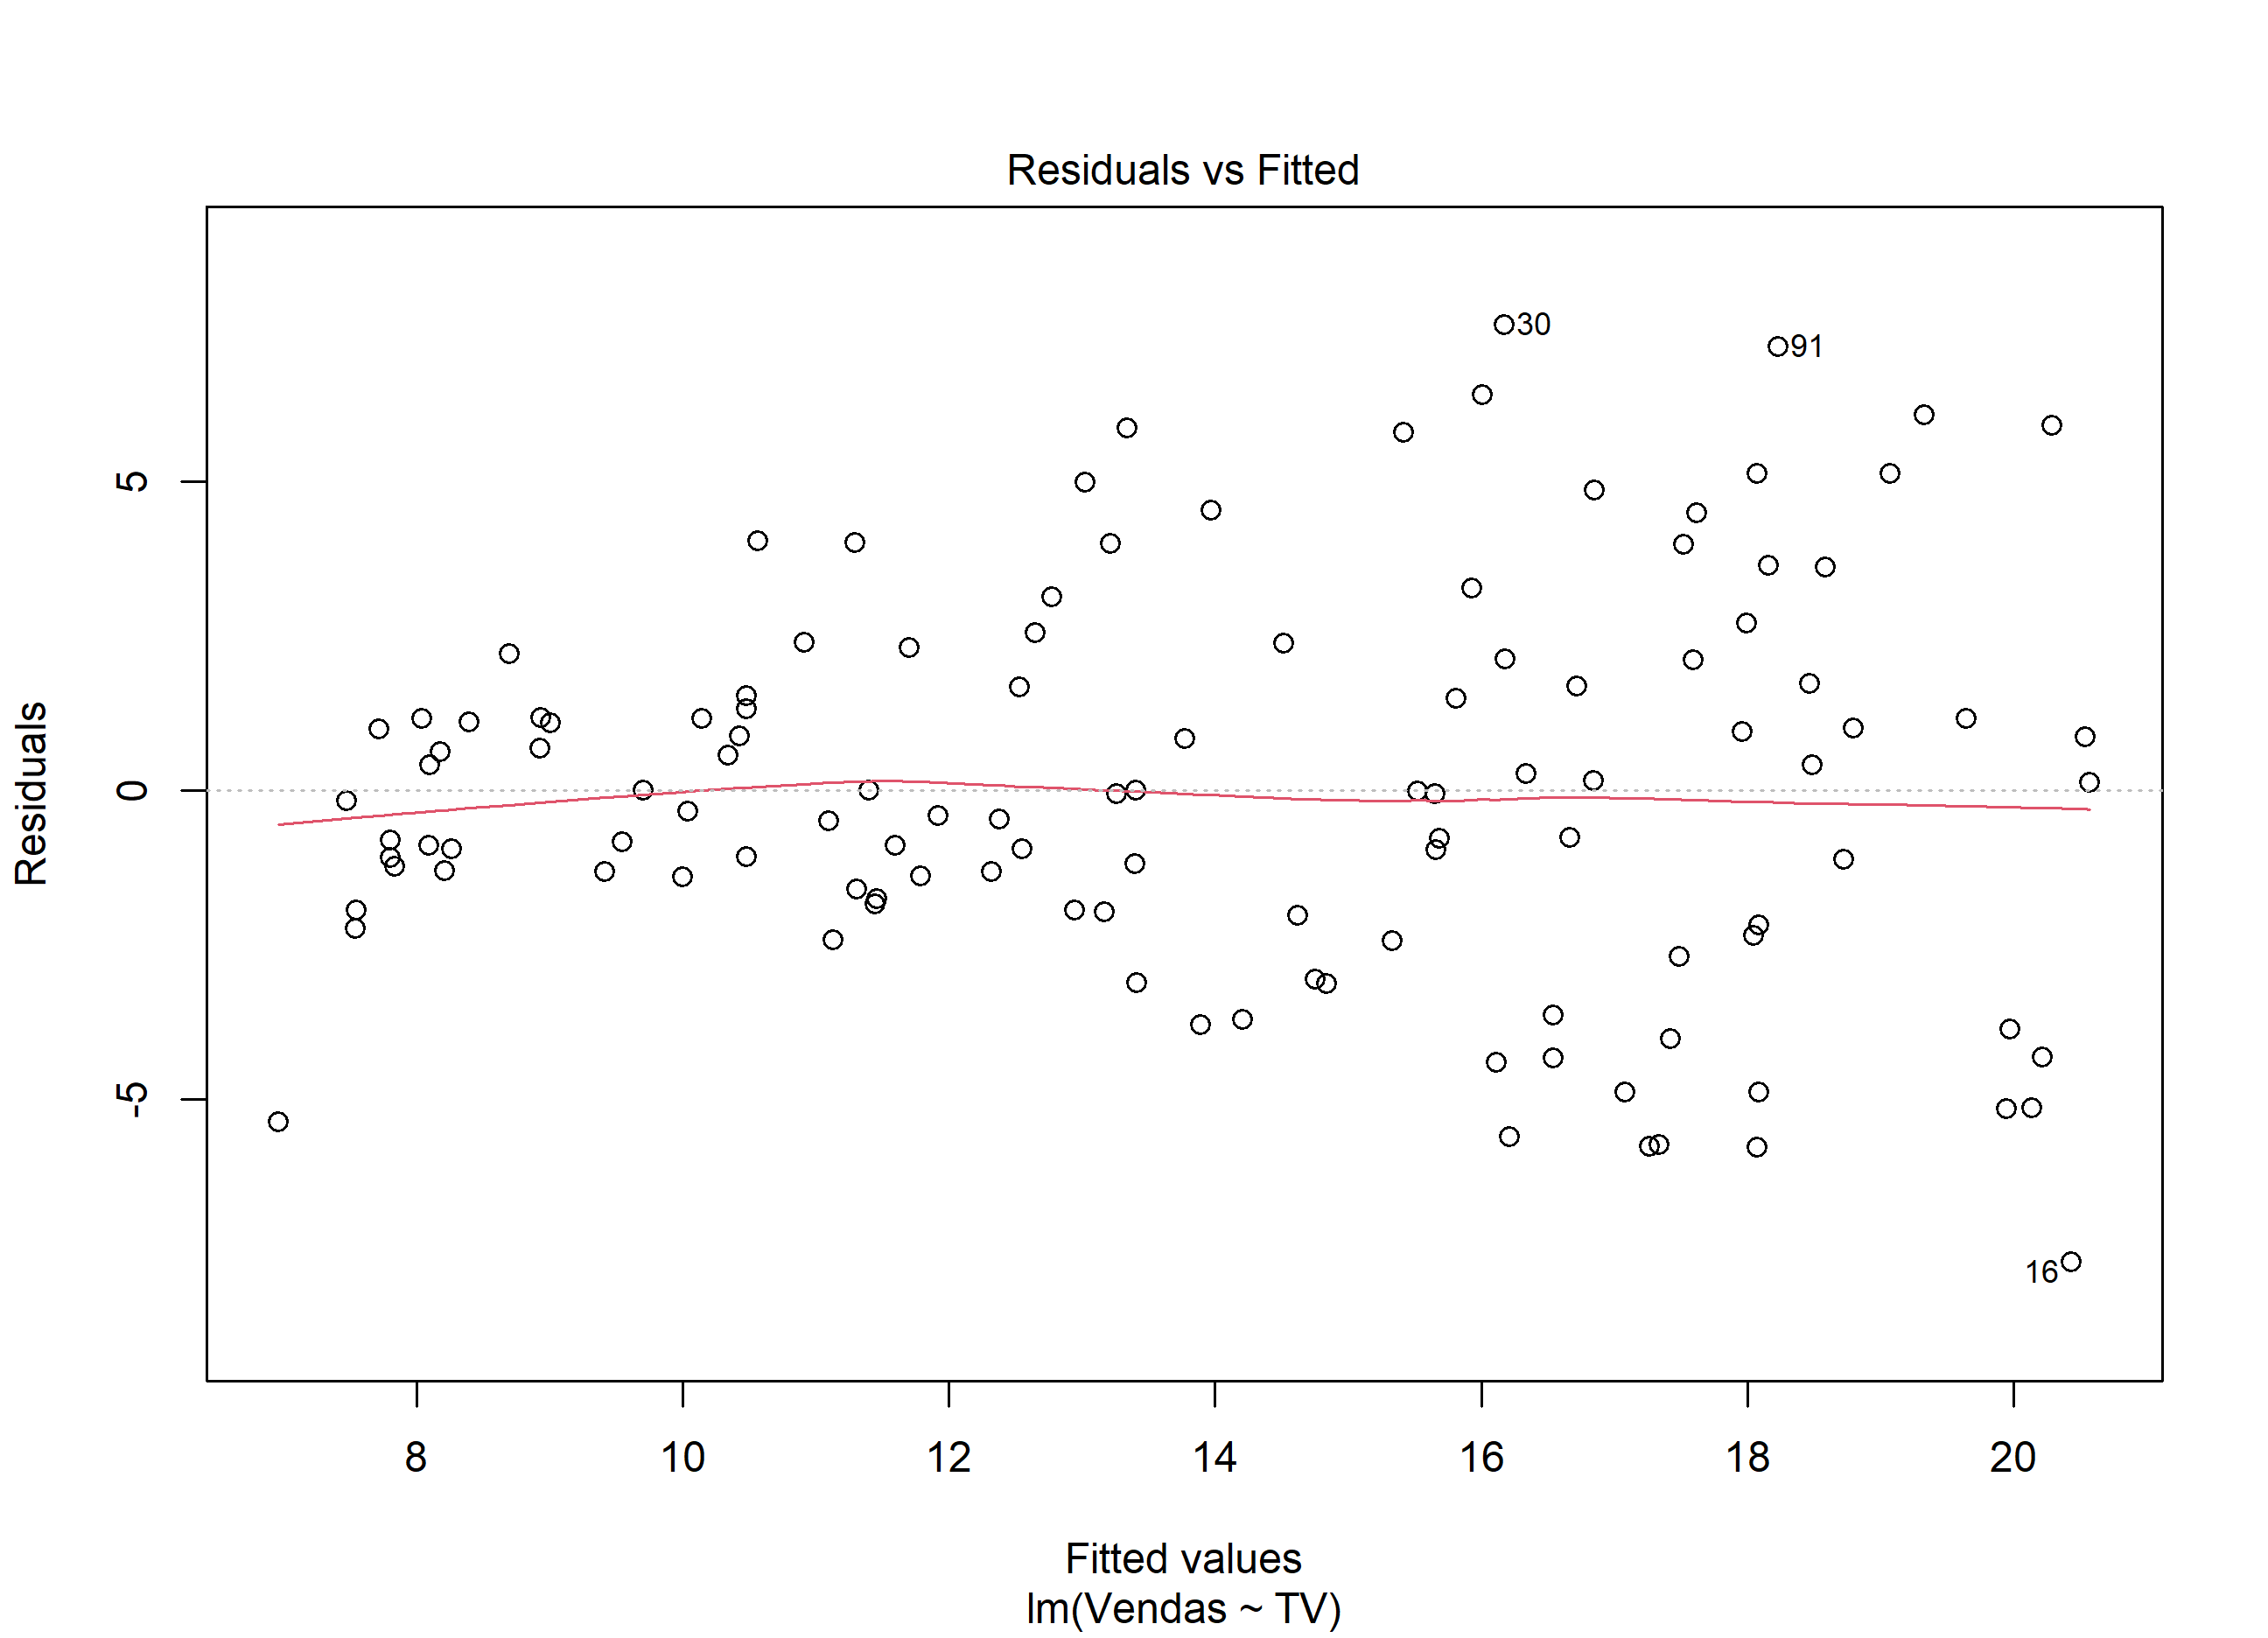 Residuals vs Fitted
30
91
5
0
-5
Residuals
16
8 10 12 14 16 18 20
Fitted values
lm(Vendas ~ TV)